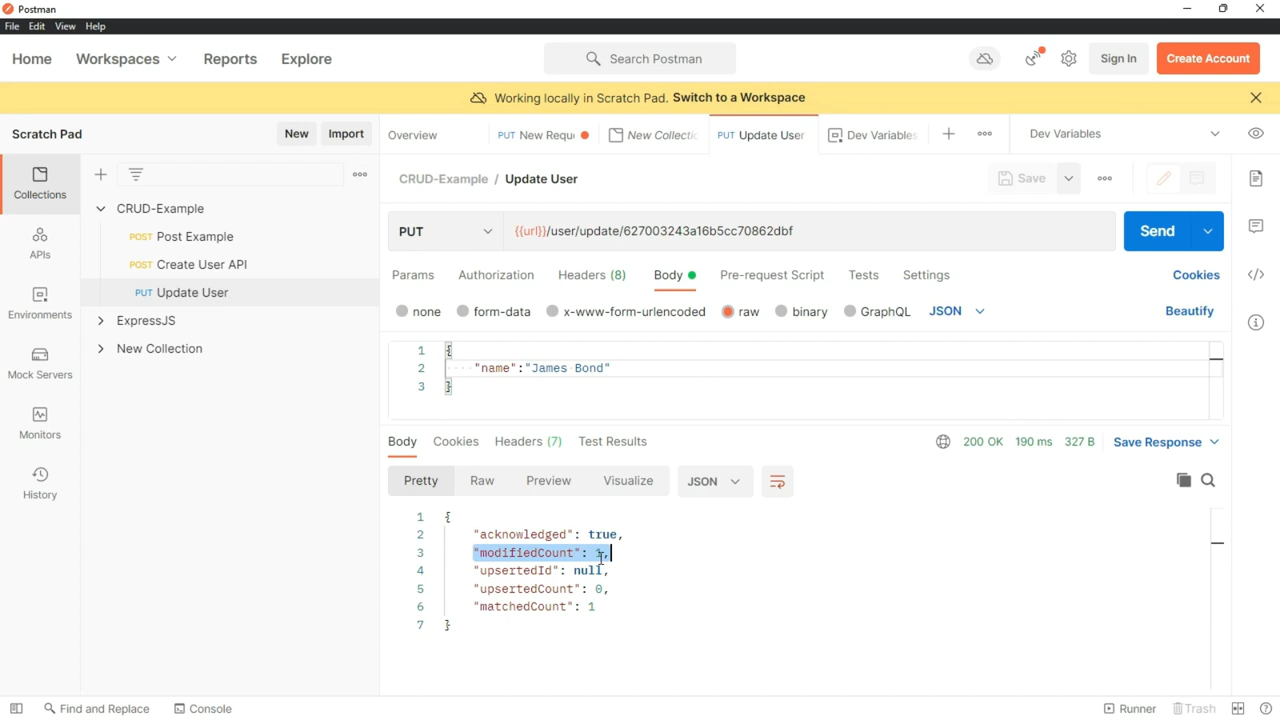 Postman
File Edit View Help
Home Workspaces Reports Explore Search Postman Sign In Create Account
Working locally in Scratch Pad. Switch to a Workspace
Scratch Pad New Import
Overview PUT New Reque New Collectio PUT Update User Dev Variables Dev Variables
Collections
APIs
Environments
Mock Servers
Monitors
History
CRUD-Example
POST Post Example
POST Create User API
PUT Update User
ExpressJS
New Collection
CRUD-Example / Update User Save
PUT {{url}}/user/update/627003243a16b5cc70862dbf Send
Params Authorization Headers (8) Body Pre-request Script Tests Settings Cookies
none form-data x-www-form-urlencoded raw binary GraphQL JSON Beautify
1 {
2 ····"name":"James·Bond"
3 }
Body Cookies Headers (7) Test Results 200 OK 190 ms 327 B Save Response
Pretty Raw Preview Visualize JSON
1 {
2 "acknowledged": true,
3 "modifiedCount": 1,
4 "upsertedId": null,
5 "upsertedCount": 0,
6 "matchedCount": 1
7 }
Find and Replace Console Runner Trash